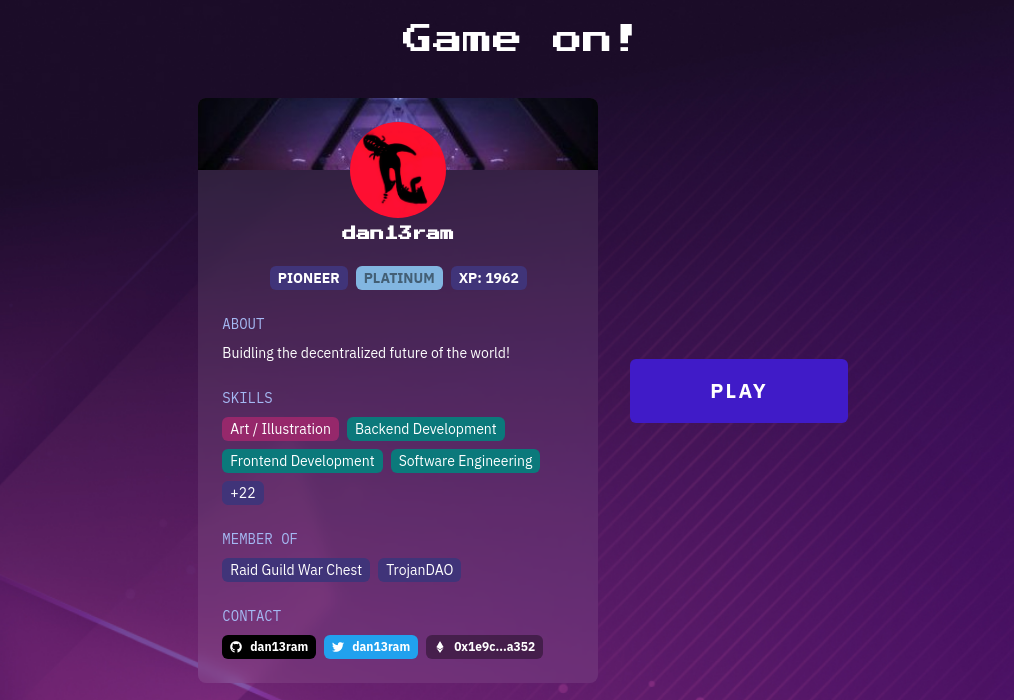 Game on!
dan13ram
PIONEER PLATINUM XP: 1962
ABOUT
Buidling the decentralized future of the world!
SKILLS
Art / Illustration Backend Development
Frontend Development Software Engineering
+22
MEMBER OF
Raid Guild War Chest TrojanDAO
CONTACT
dan13ram dan13ram 0x1e9c...a352
PLAY